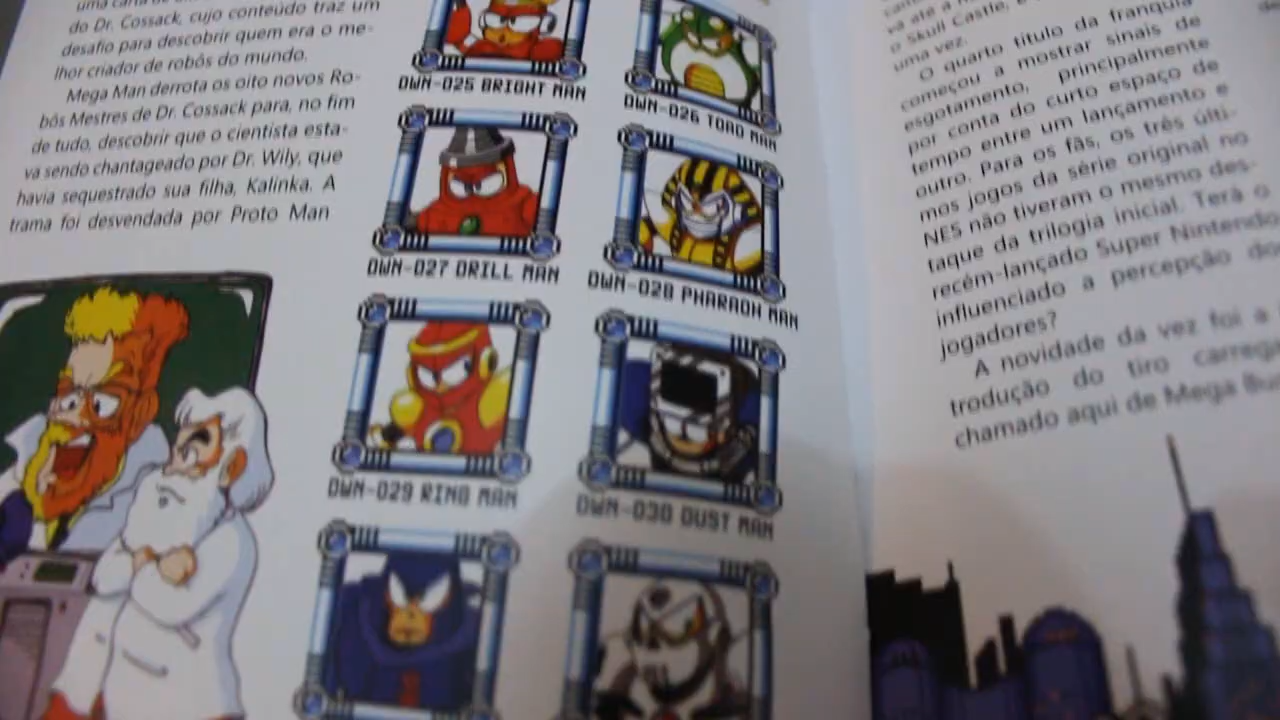 uma carta de
do Dr. Cossack, cujo conteúdo traz um
desafio para descobrir quem era o me-
lhor criador de robôs do mundo.
Mega Man derrota os oito novos Ro-
bôs Mestres de Dr. Cossack para, no fim
de tudo, descobrir que o cientista esta-
va sendo chantageado por Dr. Wily, que
havia sequestrado sua filha, Kalinka. A
trama foi desvendada por Proto Man
DWN-025 BRIGHT MAN
DWN-026 TOAD MAN
DWN-027 DRILL MAN
DWN-028 PHARAOH MAN
DWN-029 RING MAN
DWN-030 DUST MAN
vá até a
o Skull Castle,
uma vez.
O quarto título da franquia
começou a mostrar sinais de
esgotamento, principalmente
por conta do curto espaço de
tempo entre um lançamento e
outro. Para os fãs, os três últi-
mos jogos da série original no
NES não tiveram o mesmo des-
taque da trilogia inicial. Terá o
recém-lançado Super Nintendo
influenciado a percepção do
jogadores?
A novidade da vez foi a
trodução do tiro carrega
chamado aqui de Mega Bu